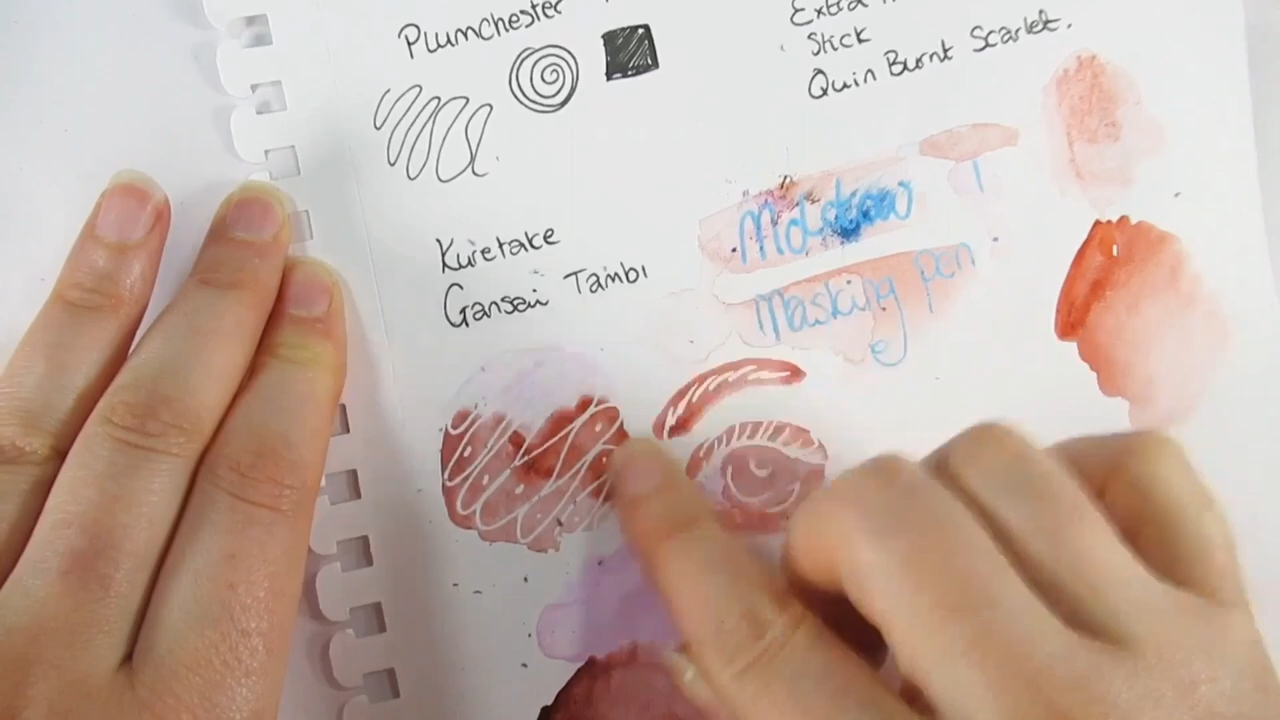 Plumchester
Extra
Stick
Quin Burnt Scarlet.
Kuretake
Gansai Tambi
Molotow
Masking pen